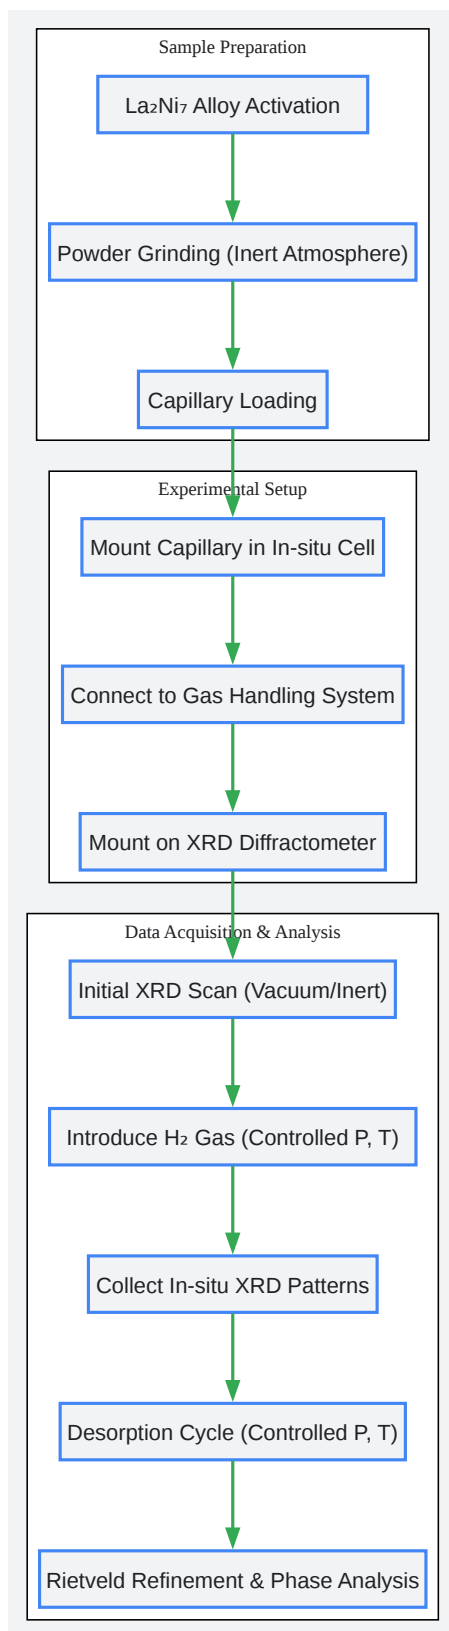 Sample Preparation
La₂Ni₇ Alloy Activation
Powder Grinding (Inert Atmosphere)
Capillary Loading
Experimental Setup
Mount Capillary in In-situ Cell
Connect to Gas Handling System
Mount on XRD Diffractometer
Data Acquisition & Analysis
Initial XRD Scan (Vacuum/Inert)
Introduce H₂ Gas (Controlled P, T)
Collect In-situ XRD Patterns
Desorption Cycle (Controlled P, T)
Rietveld Refinement & Phase Analysis